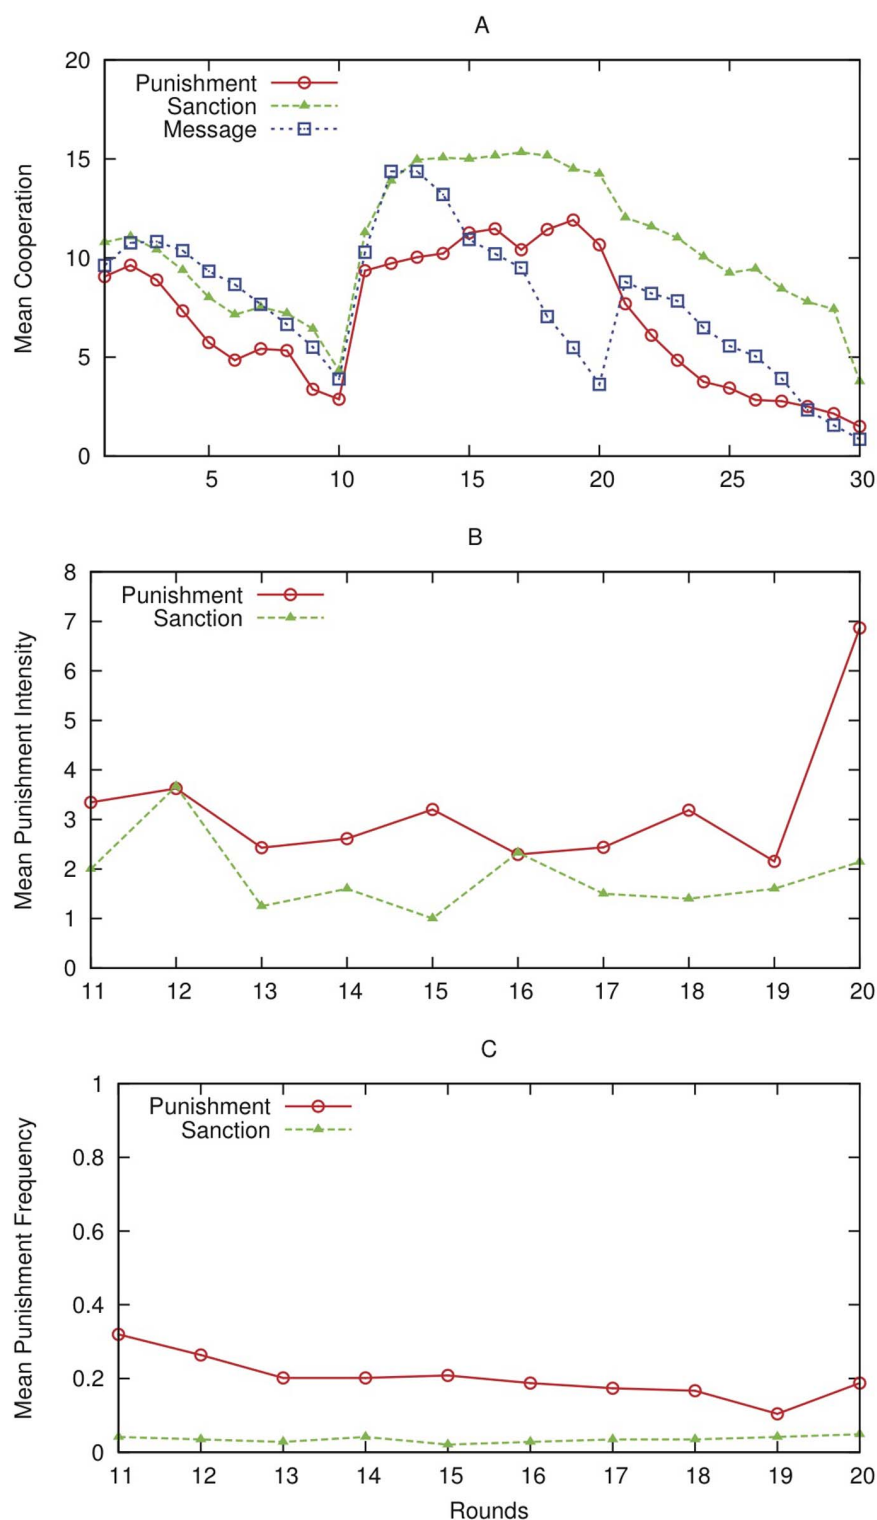 A
20
15
10
5
0
Mean Cooperation
Punishment
Sanction
Message
5 10 15 20 25 30
B
8
7
6
5
4
3
2
1
0
Mean Punishment Intensity
Punishment
Sanction
11 12 13 14 15 16 17 18 19 20
C
1
0.8
0.6
0.4
0.2
0
Mean Punishment Frequency
Punishment
Sanction
11 12 13 14 15 16 17 18 19 20
Rounds